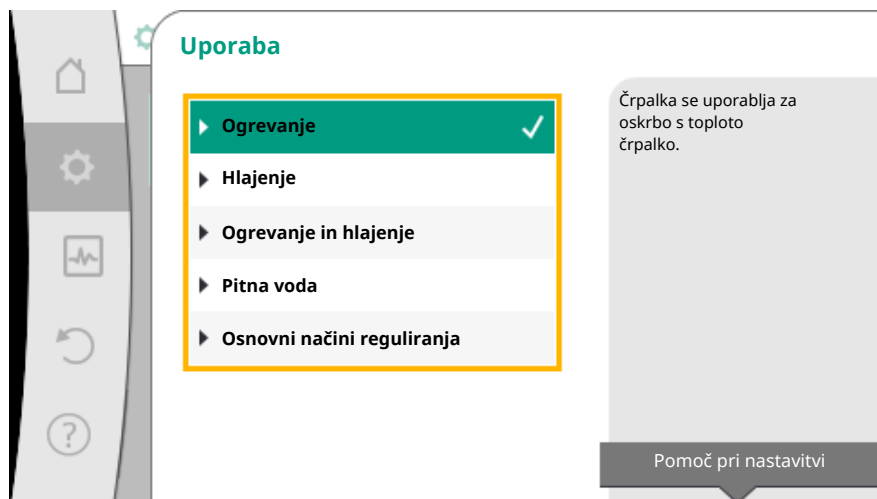 Uporaba
Ogrevanje
Hlajenje
Ogrevanje in hlajenje
Pitna voda
Osnovni načini reguliranja
Črpalka se uporablja za
oskrbo s toploto
črpalko.
Pomoč pri nastavitvi
?